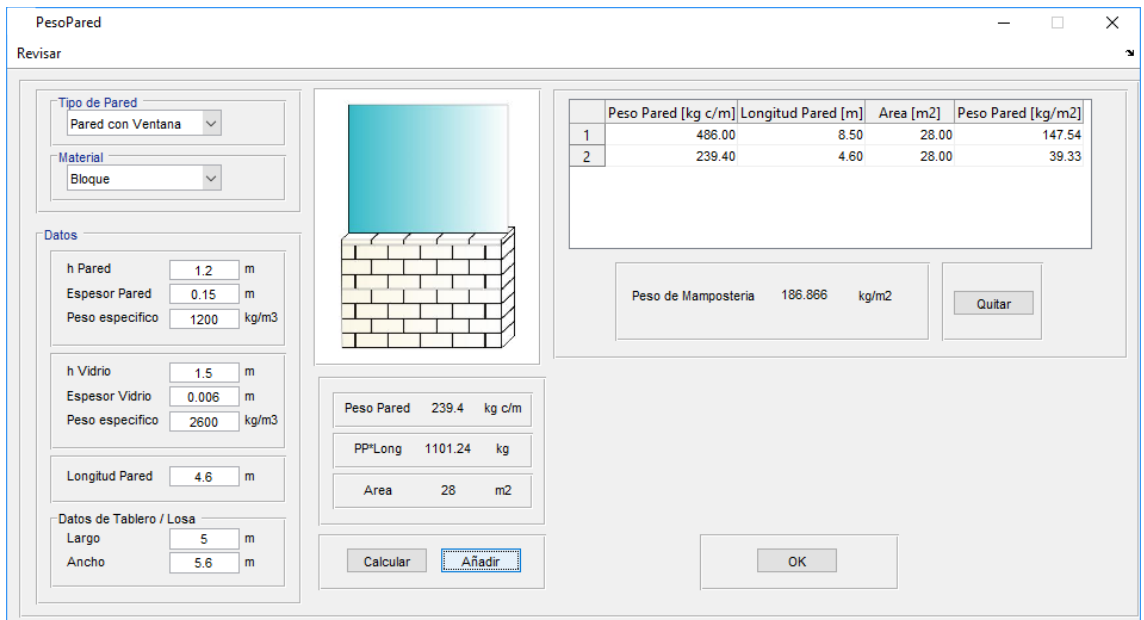 PesoPared
Revisar
Tipo de Pared
Pared con Ventana
Material
Bloque
Datos
h Pared 1.2 m
Espesor Pared 0.15 m
Peso especifico 1200 kg/m3
h Vidrio 1.5 m
Espesor Vidrio 0.006 m
Peso especifico 2600 kg/m3
Longitud Pared 4.6 m
Datos de Tablero / Losa
Largo 5 m
Ancho 5.6 m
Peso Pared 239.4 kg c/m
PP*Long 1101.24 kg
Area 28 m2
Calcular Añadir
Peso Pared [kg c/m] Longitud Pared [m] Area [m2] Peso Pared [kg/m2]
1 486.00 8.50 28.00 147.54
2 239.40 4.60 28.00 39.33
Peso de Mamposteria 186.866 kg/m2
Quitar
OK